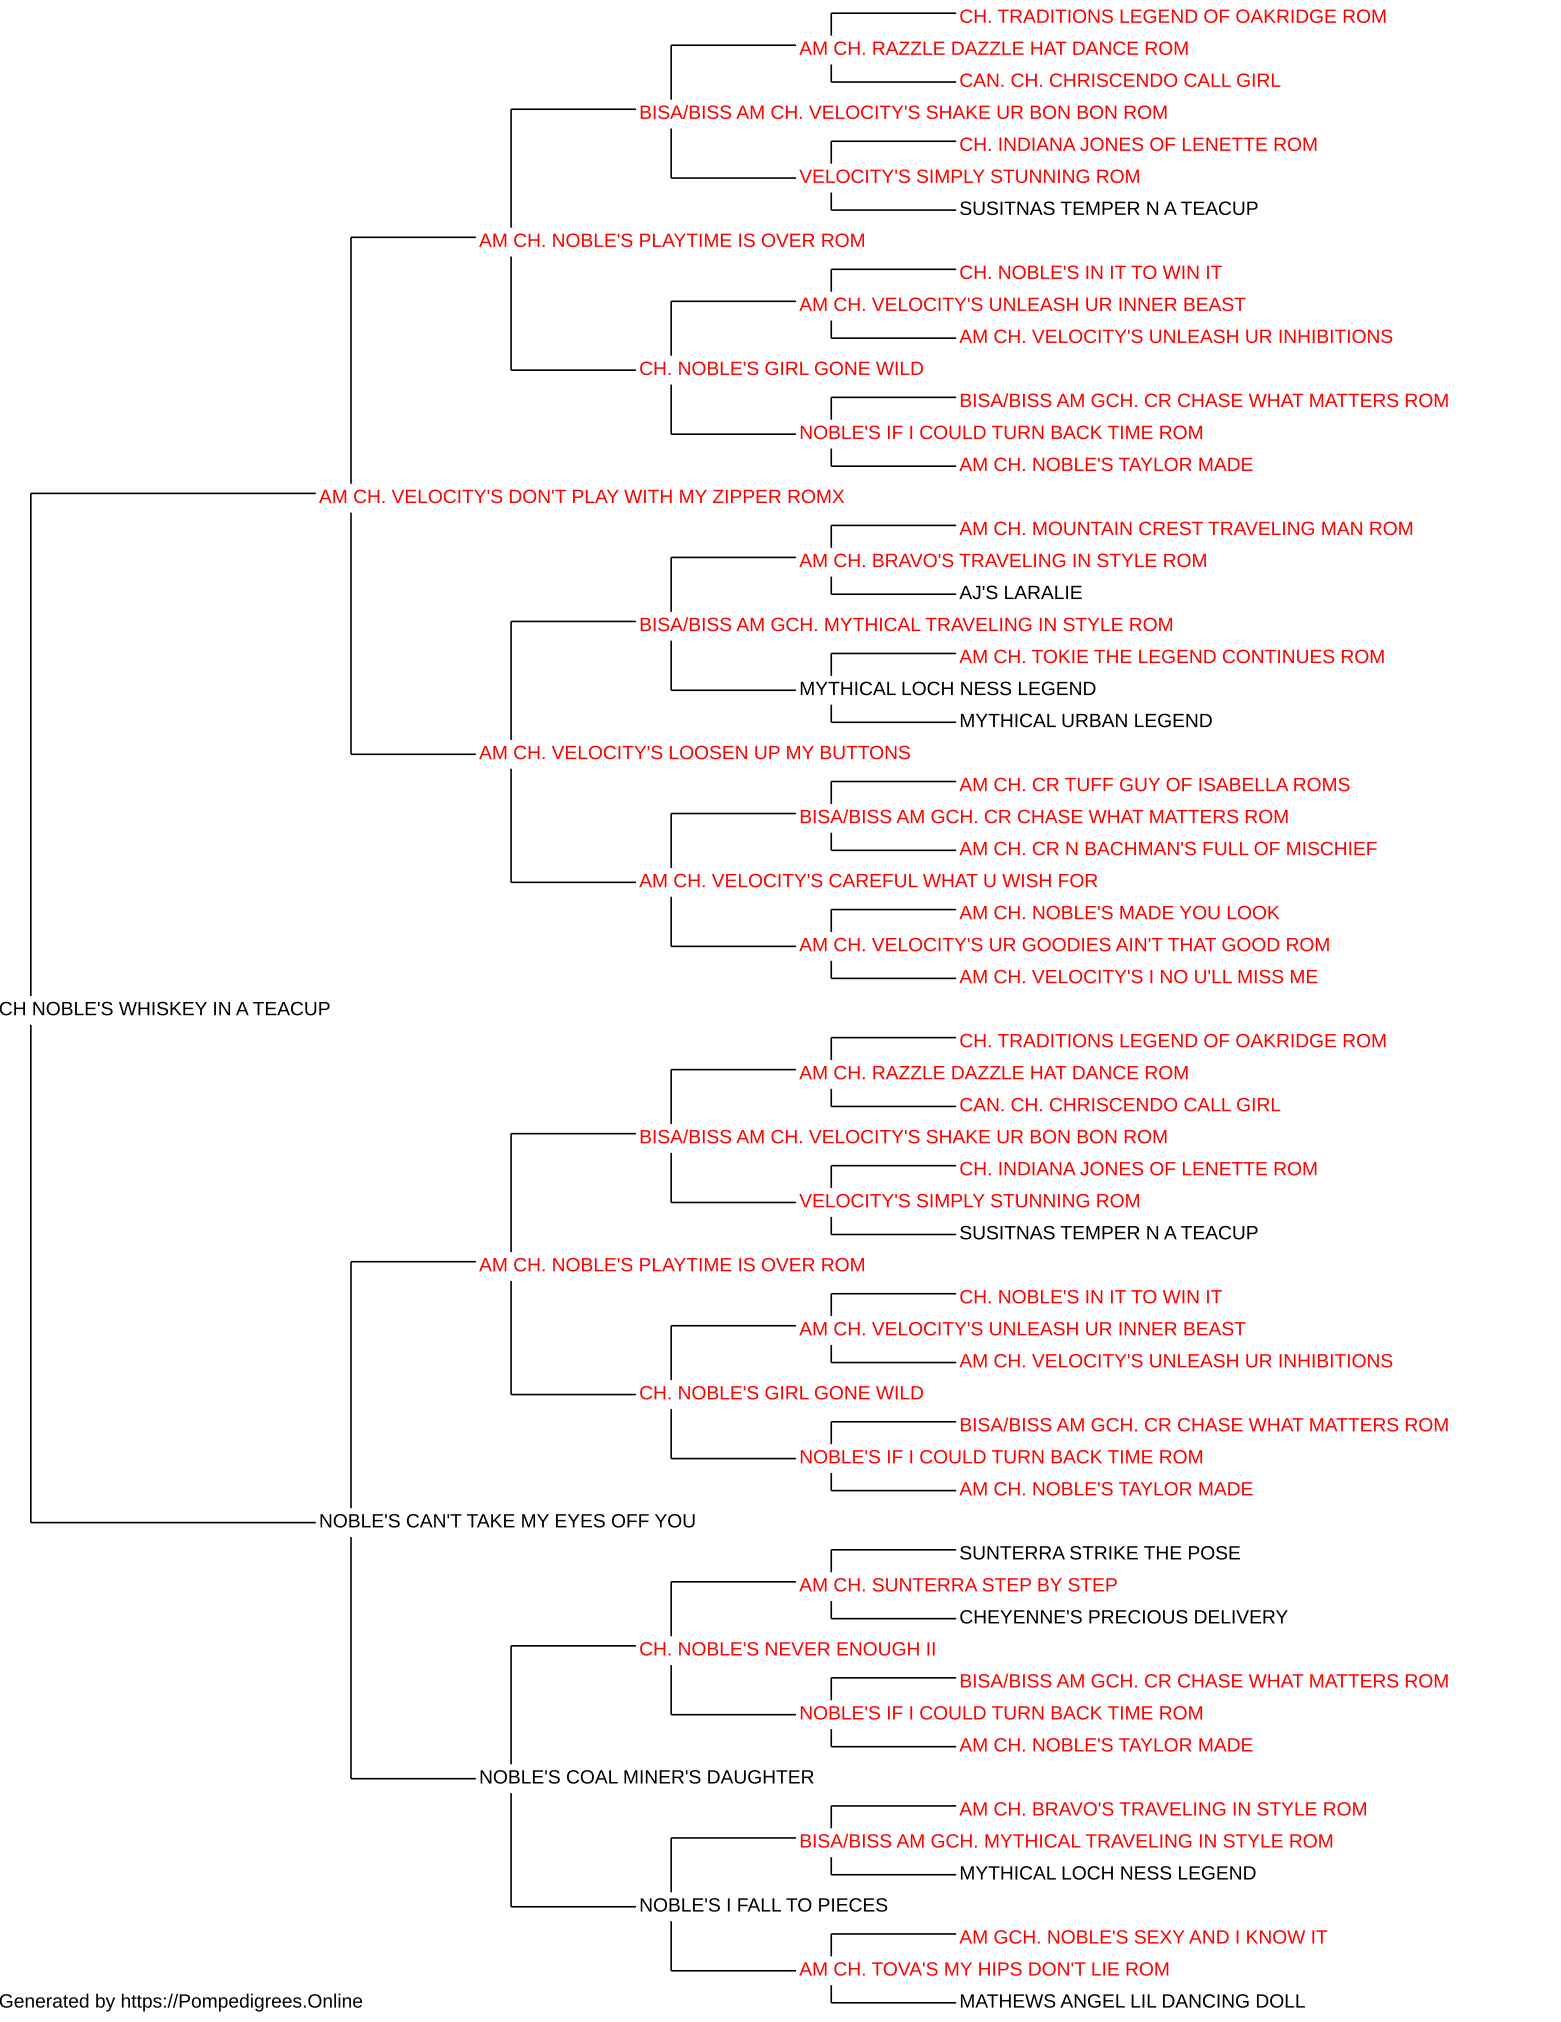 CH. TRADITIONS LEGEND OF OAKRIDGE ROM
AM CH. RAZZLE DAZZLE HAT DANCE ROM
CAN. CH. CHRISCENDO CALL GIRL
BISA/BISS AM CH. VELOCITY'S SHAKE UR BON BON ROM
CH. INDIANA JONES OF LENETTE ROM
VELOCITY'S SIMPLY STUNNING ROM
SUSITNAS TEMPER N A TEACUP
AM CH. NOBLE'S PLAYTIME IS OVER ROM
CH. NOBLE'S IN IT TO WIN IT
AM CH. VELOCITY'S UNLEASH UR INNER BEAST
AM CH. VELOCITY'S UNLEASH UR INHIBITIONS
CH. NOBLE'S GIRL GONE WILD
BISA/BISS AM GCH. CR CHASE WHAT MATTERS ROM
NOBLE'S IF I COULD TURN BACK TIME ROM
AM CH. NOBLE'S TAYLOR MADE
AM CH. VELOCITY'S DON'T PLAY WITH MY ZIPPER ROMX
AM CH. MOUNTAIN CREST TRAVELING MAN ROM
AM CH. BRAVO'S TRAVELING IN STYLE ROM
AJ'S LARALIE
BISA/BISS AM GCH. MYTHICAL TRAVELING IN STYLE ROM
AM CH. TOKIE THE LEGEND CONTINUES ROM
MYTHICAL LOCH NESS LEGEND
MYTHICAL URBAN LEGEND
AM CH. VELOCITY'S LOOSEN UP MY BUTTONS
AM CH. CR TUFF GUY OF ISABELLA ROMS
BISA/BISS AM GCH. CR CHASE WHAT MATTERS ROM
AM CH. CR N BACHMAN'S FULL OF MISCHIEF
AM CH. VELOCITY'S CAREFUL WHAT U WISH FOR
AM CH. NOBLE'S MADE YOU LOOK
AM CH. VELOCITY'S UR GOODIES AIN'T THAT GOOD ROM
AM CH. VELOCITY'S I NO U'LL MISS ME
CH NOBLE'S WHISKEY IN A TEACUP
CH. TRADITIONS LEGEND OF OAKRIDGE ROM
AM CH. RAZZLE DAZZLE HAT DANCE ROM
CAN. CH. CHRISCENDO CALL GIRL
BISA/BISS AM CH. VELOCITY'S SHAKE UR BON BON ROM
CH. INDIANA JONES OF LENETTE ROM
VELOCITY'S SIMPLY STUNNING ROM
SUSITNAS TEMPER N A TEACUP
AM CH. NOBLE'S PLAYTIME IS OVER ROM
CH. NOBLE'S IN IT TO WIN IT
AM CH. VELOCITY'S UNLEASH UR INNER BEAST
AM CH. VELOCITY'S UNLEASH UR INHIBITIONS
CH. NOBLE'S GIRL GONE WILD
BISA/BISS AM GCH. CR CHASE WHAT MATTERS ROM
NOBLE'S IF I COULD TURN BACK TIME ROM
AM CH. NOBLE'S TAYLOR MADE
NOBLE'S CAN'T TAKE MY EYES OFF YOU
SUNTERRA STRIKE THE POSE
AM CH. SUNTERRA STEP BY STEP
CHEYENNE'S PRECIOUS DELIVERY
CH. NOBLE'S NEVER ENOUGH II
BISA/BISS AM GCH. CR CHASE WHAT MATTERS ROM
NOBLE'S IF I COULD TURN BACK TIME ROM
AM CH. NOBLE'S TAYLOR MADE
NOBLE'S COAL MINER'S DAUGHTER
AM CH. BRAVO'S TRAVELING IN STYLE ROM
BISA/BISS AM GCH. MYTHICAL TRAVELING IN STYLE ROM
MYTHICAL LOCH NESS LEGEND
NOBLE'S I FALL TO PIECES
AM GCH. NOBLE'S SEXY AND I KNOW IT
AM CH. TOVA'S MY HIPS DON'T LIE ROM
MATHEWS ANGEL LIL DANCING DOLL
Generated by https://Pompedigrees.Online